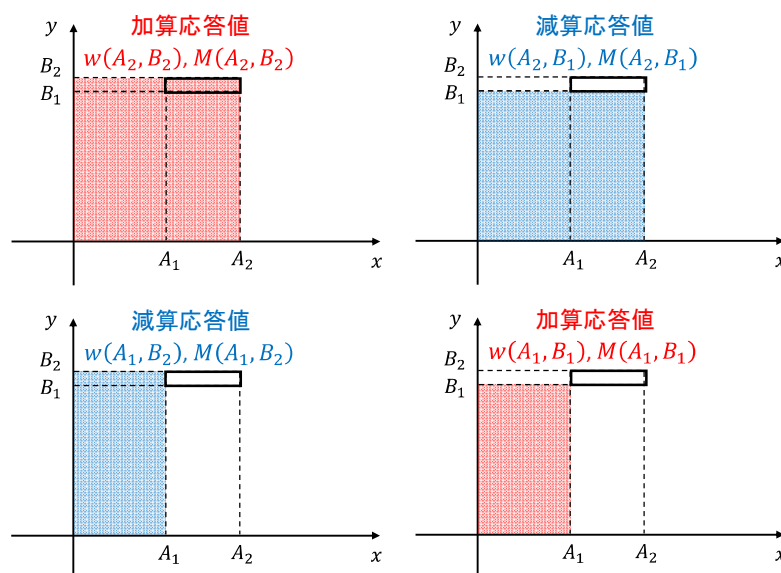 y
加算応答値
w(A₂, B₂), M(A₂, B₂)
B₂
B₁
A₁
A₂
x
y
減算応答値
w(A₂, B₁), M(A₂, B₁)
B₂
B₁
A₁
A₂
x
y
減算応答値
w(A₁, B₂), M(A₁, B₂)
B₂
B₁
A₁
A₂
x
y
加算応答値
w(A₁, B₁), M(A₁, B₁)
B₂
B₁
A₁
A₂
x